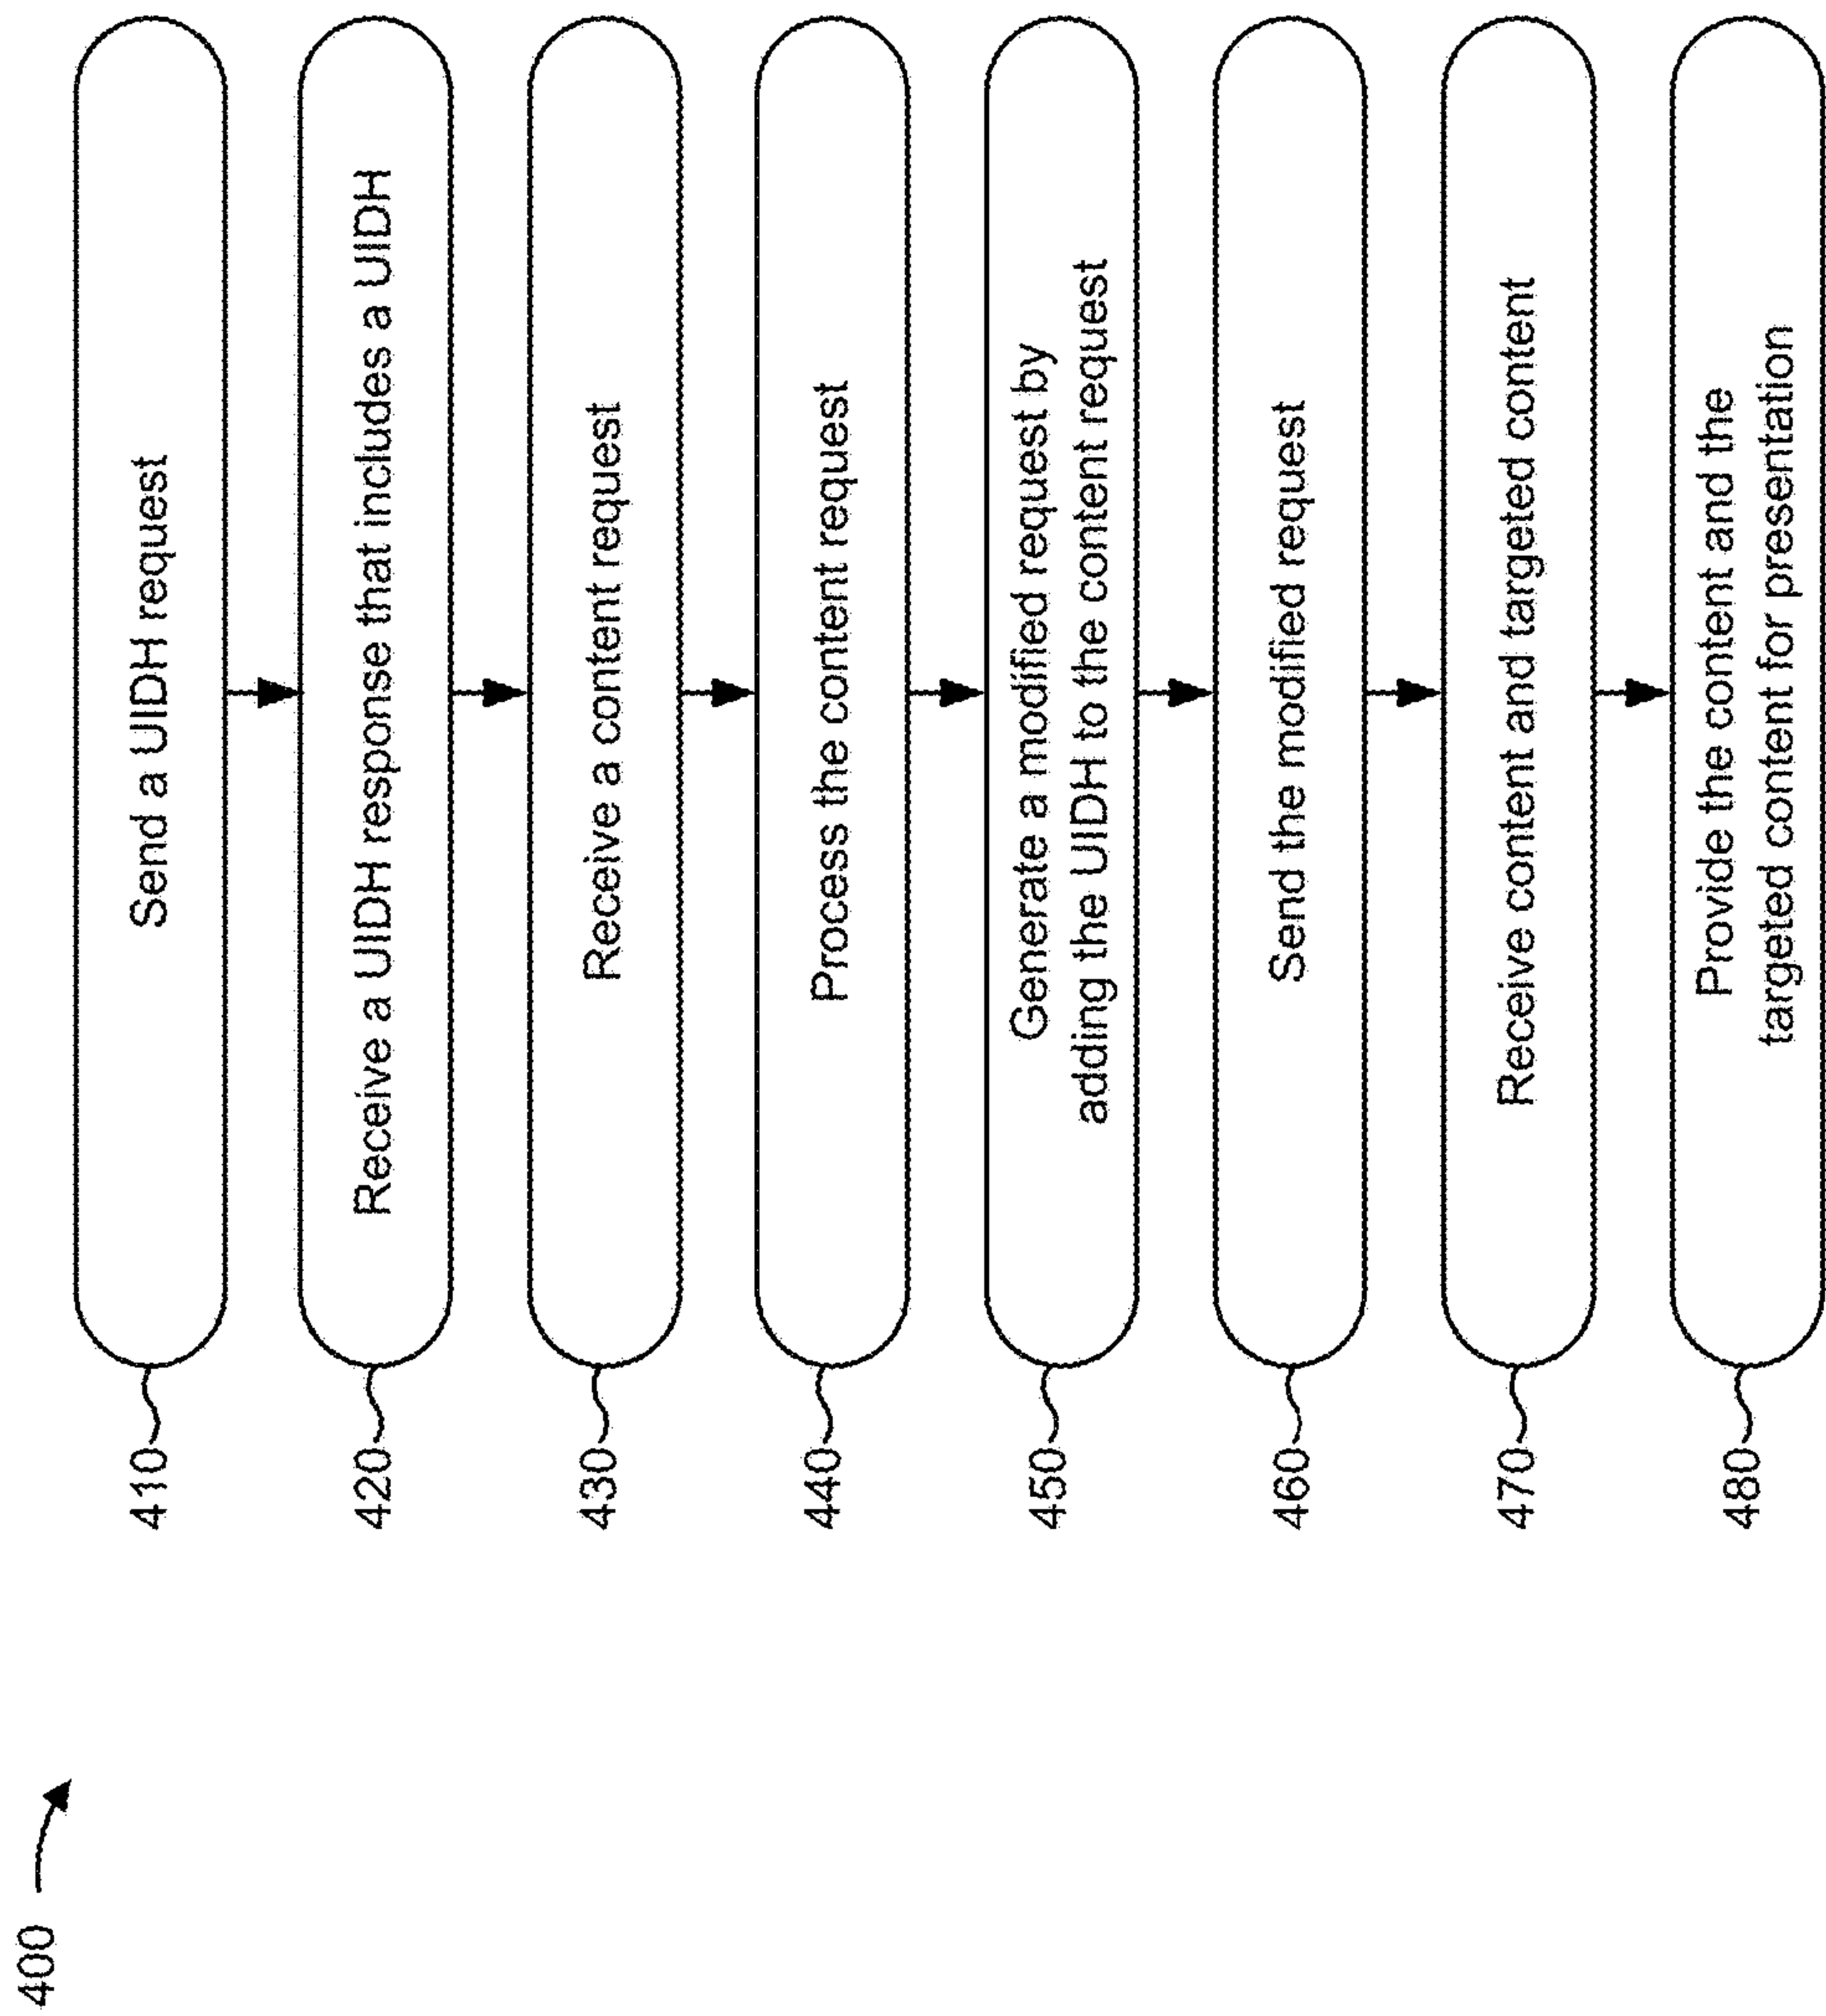 400
410
Send a UIDH request
420
Receive a UIDH response that includes a UIDH
430
Receive a content request
440
Process the content request
450
Generate a modified request by
adding the UIDH to the content request
460
Send the modified request
470
Receive content and targeted content
480
Provide the content and the
targeted content for presentation